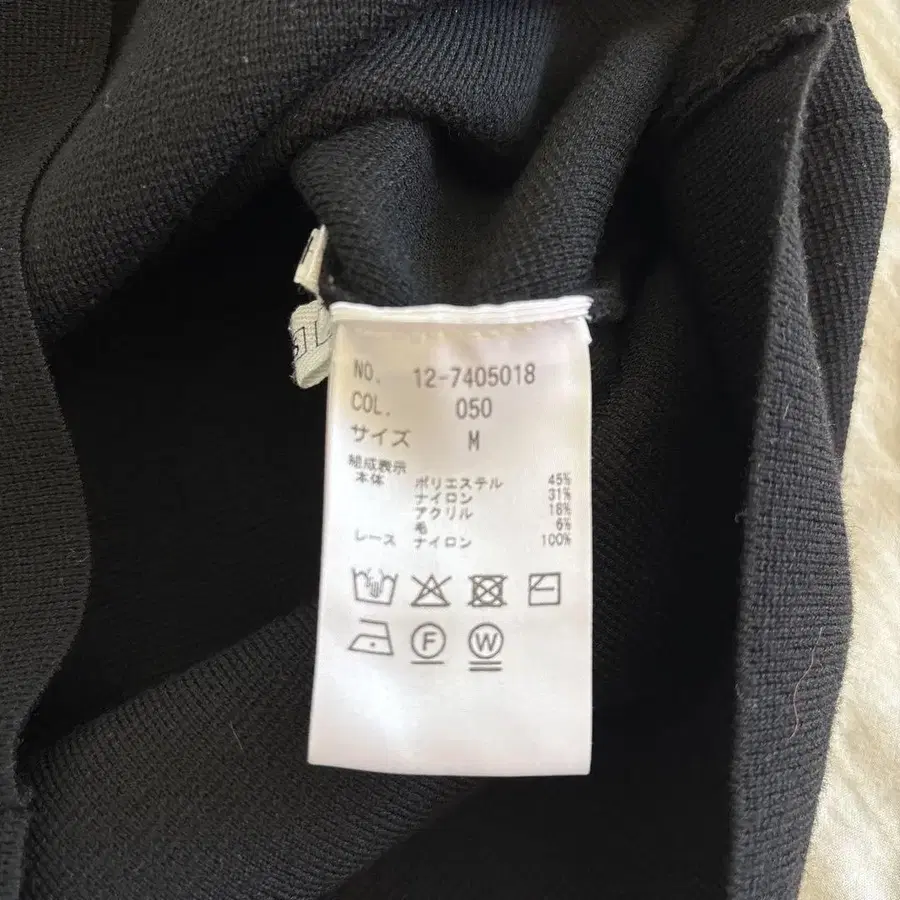 NO. 12-7405018
COL. 050
サイズ M
組成表示
本体 ポリエステル 45%
ナイロン 31%
アクリル 18%
毛 6%
レース ナイロン 100%
F W